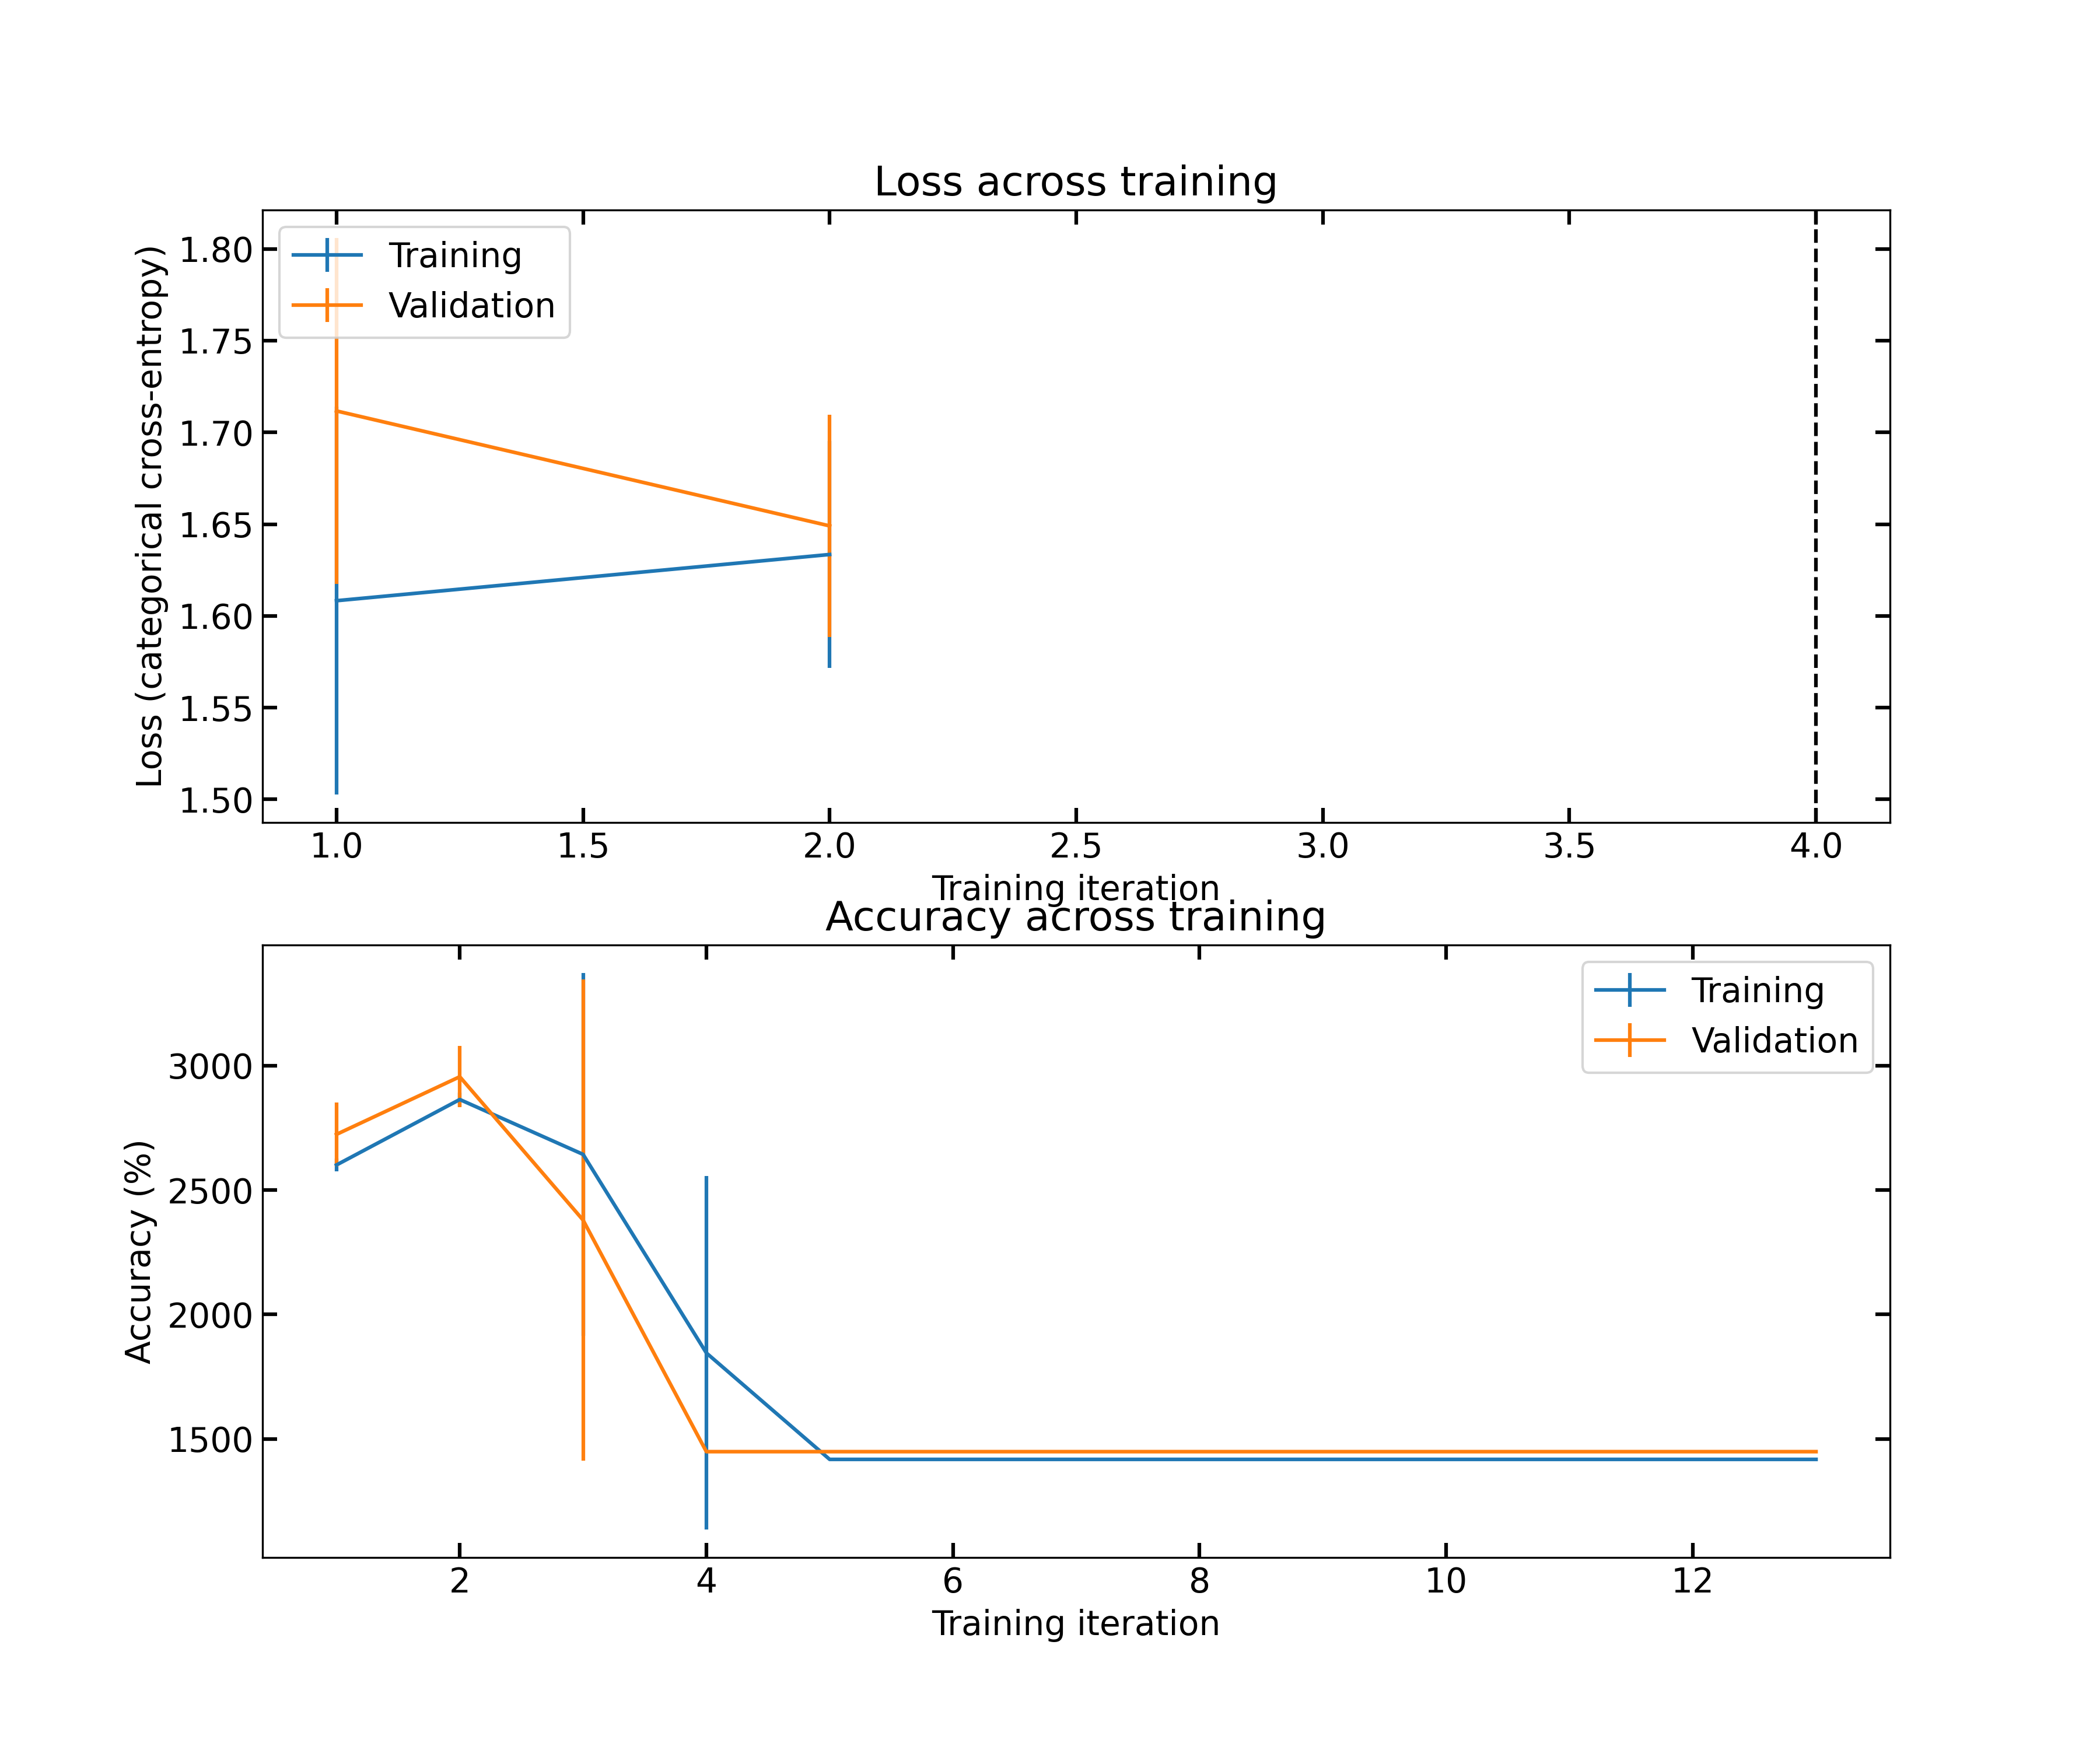 Loss across training
Loss (categorical cross-entropy)
1.80
1.75
1.70
1.65
1.60
1.55
1.50
Training
Validation
1.0 1.5 2.0 2.5 3.0 3.5 4.0
Training iteration
Accuracy across training
Accuracy (%)
3000
2500
2000
1500
Training
Validation
2 4 6 8 10 12
Training iteration